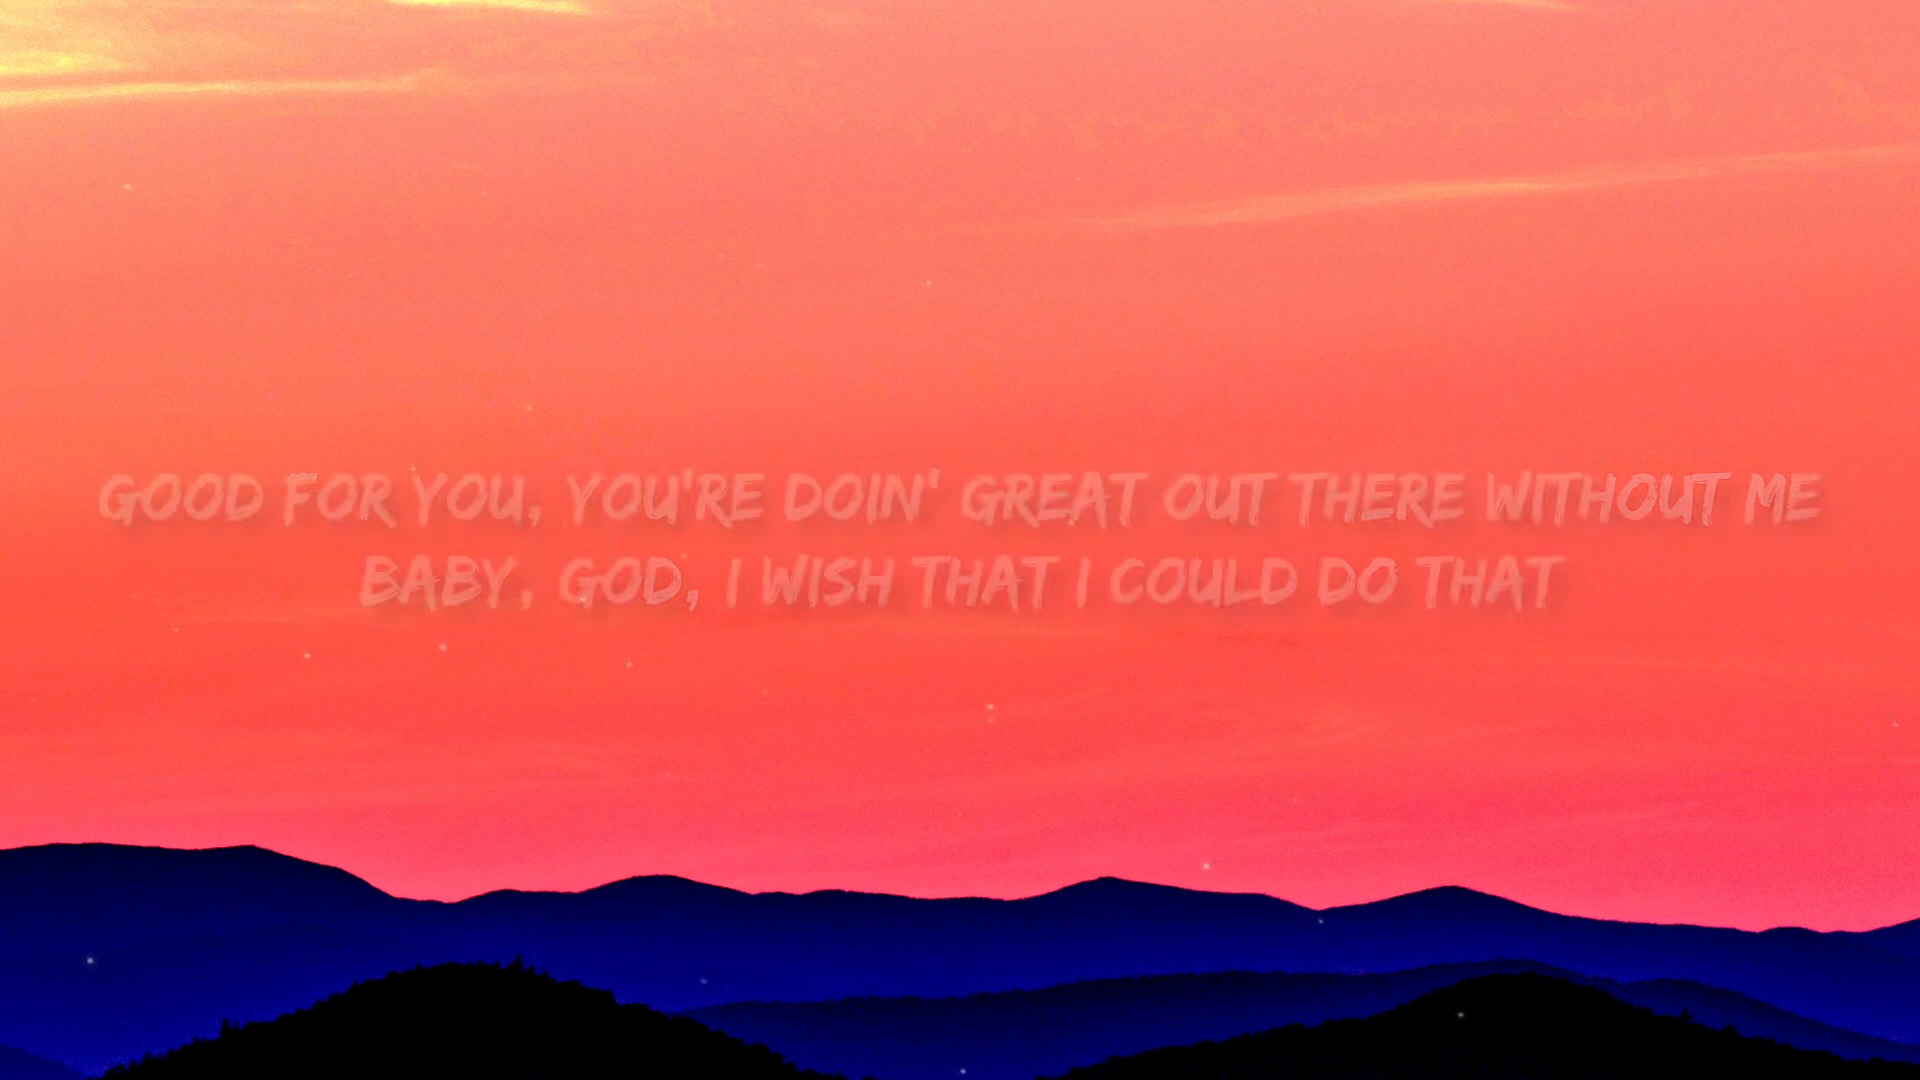 GOOD FOR YOU, YOU'RE DOIN' GREAT OUT THERE WITHOUT ME
BABY, GOD, I WISH THAT I COULD DO THAT